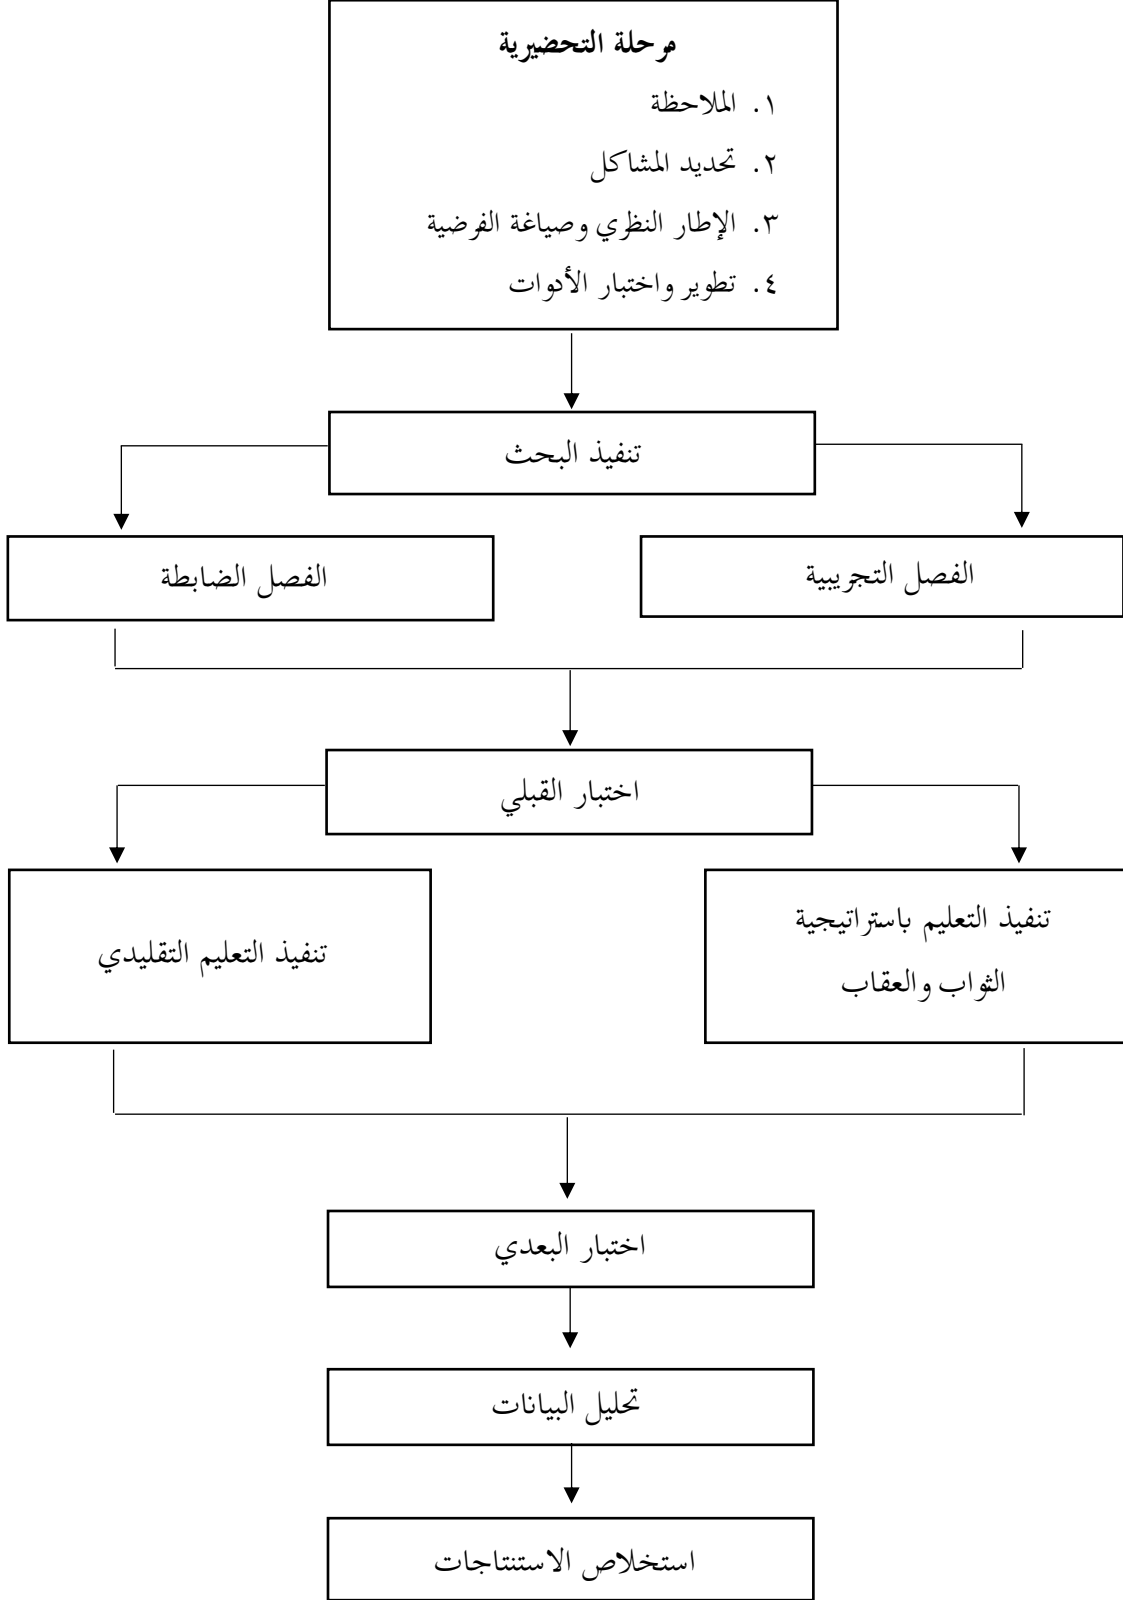 مرحلة التحضيرية
١. الملاحظة
٢. تحديد المشاكل
٣. الإطار النظري وصياغة الفرضية
٤. تطوير واختبار الأدوات
تنفيذ البحث
الفصل التجريبية
الفصل الضابطة
اختبار القبلي
تنفيذ التعليم باستراتيجية
الثواب والعقاب
تنفيذ التعليم التقليدي
اختبار البعدي
تحليل البيانات
استخلاص الاستنتاجات